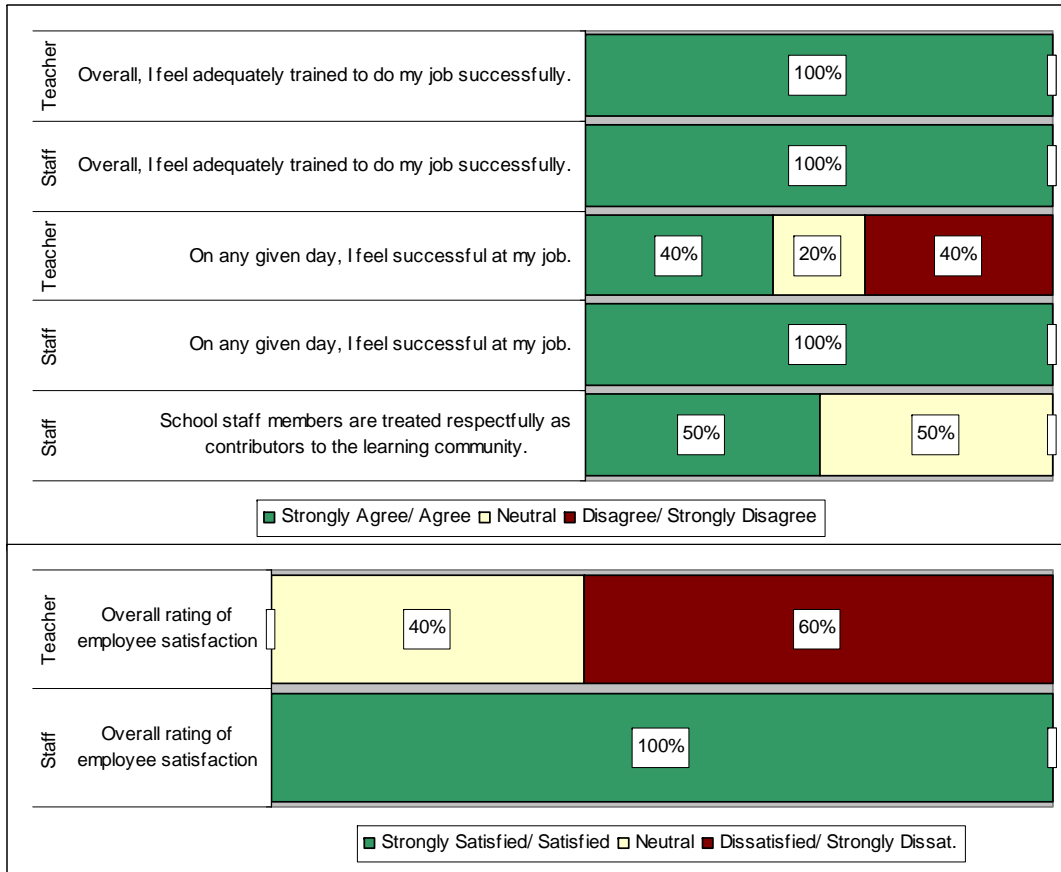 Teacher
Overall, I feel adequately trained to do my job successfully.
100%
Staff
Overall, I feel adequately trained to do my job successfully.
100%
Teacher
On any given day, I feel successful at my job.
40%
20%
40%
Staff
On any given day, I feel successful at my job.
100%
Staff
School staff members are treated respectfully as
contributors to the learning community.
50%
50%
Strongly Agree/ Agree
Neutral
Disagree/ Strongly Disagree
Teacher
Overall rating of
employee satisfaction
40%
60%
Staff
Overall rating of
employee satisfaction
100%
Strongly Satisfied/ Satisfied
Neutral
Dissatisfied/ Strongly Dissat.